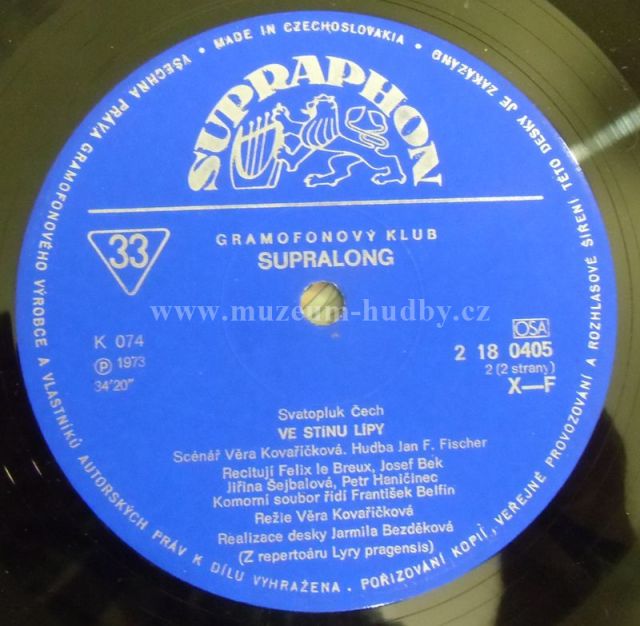 • MADE IN CZECHOSLOVAKIA •
VŠECHNA PRÁVA GRAMOFONOVÉHO VÝROBCE A VLASTNÍKŮ AUTORSKÝCH PRÁV K DÍLU VYHRAŽENA. POŘIZOVÁNÍ KOPIÍ, VEŘEJNÉ PROVOZOVÁNÍ A ROZHLASOVÉ SÍŘENÍ TÉTO DESKY JE ZAKÁZÁNO
SUPRAPHON
33
GRAMOFONOVÝ KLUB
SUPRALONG
www.muzeum-hudby.cz
K 074
Ⓟ 1973
34'20"
OSA
2 18 0405
2 (2 strany)
X—F
Svatopluk Čech
VE STÍNU LÍPY
Scénář Věra Kovaříčková. Hudba Jan F. Fischer
Recitují Felix le Breux, Josef Bek
Jiřina Šejbalová, Petr Haničinec
Komorní soubor řídí František Belfín
Režie Věra Kovaříčková
Realizace desky Jarmila Bezděková
(Z repertoáru Lyry pragensis)